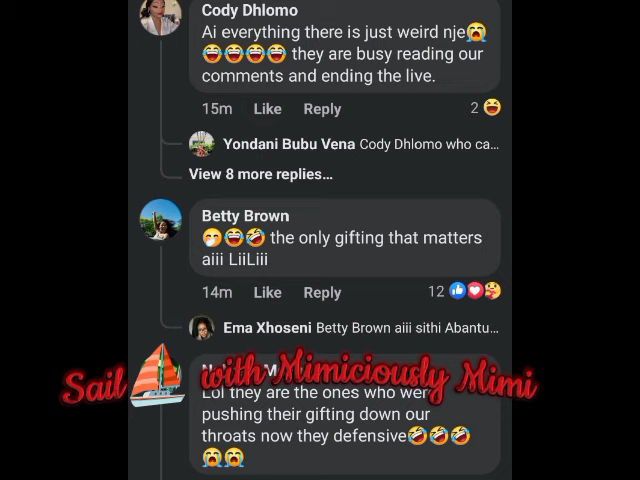 Cody Dhlomo
Ai everything there is just weird nje😭
😂😂😂😂 they are busy reading our
comments and ending the live.
15m Like Reply 2
Yondani Bubu Vena Cody Dhlomo who ca...
View 8 more replies...
Betty Brown
🤭😂🤣 the only gifting that matters
aiii LiiLiii
14m Like Reply 12
Ema Xhoseni Betty Brown aiii sithi Abantu...
Sail with Mimiciously Mimi
Lol they are the ones who were
pushing their gifting down our
throats now they defensive🤣🤣🤣
😭😭